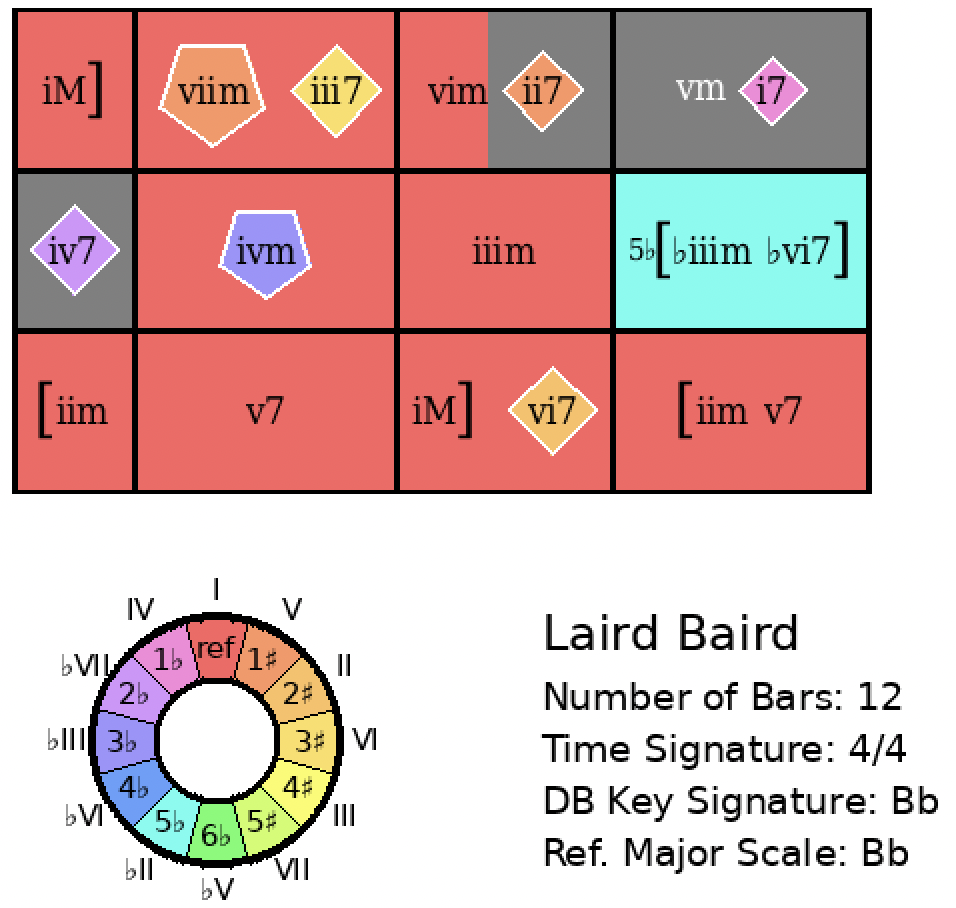 iM] viim iii7 vim ii7 vm i7
iv7 ivm iiim 5♭[♭iiim ♭vi7]
[iim v7 iM] vi7 [iim v7
I
IV V
♭VII II
♭III VI
♭VI III
♭II VII
♭V
ref
1♭ 1♯
2♭ 2♯
3♭ 3♯
4♭ 4♯
5♭ 5♯
6♭
Laird Baird
Number of Bars: 12
Time Signature: 4/4
DB Key Signature: Bb
Ref. Major Scale: Bb